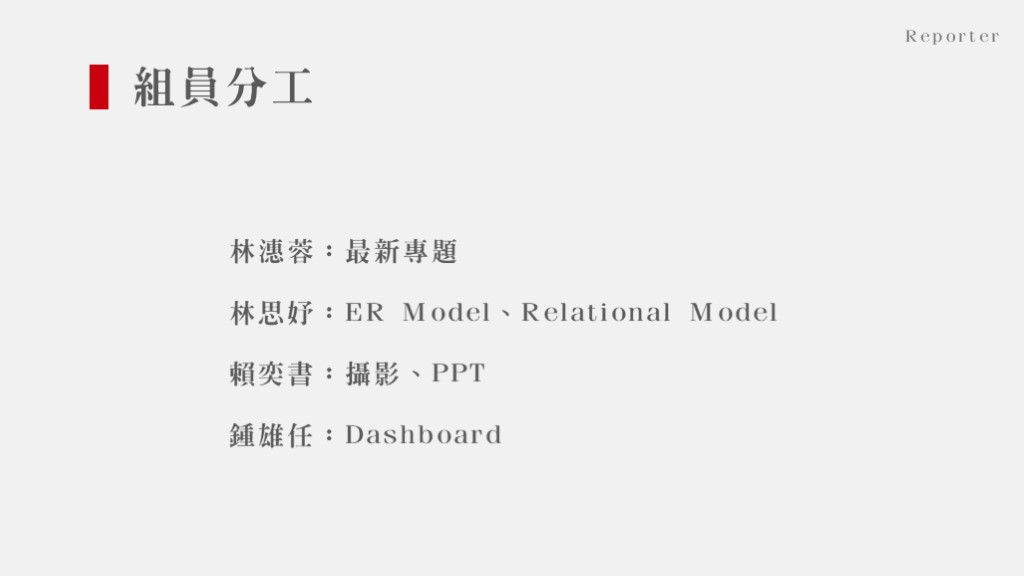 Reporter
組員分工
林漶蓉：最新專題
林思妤：ER Model、Relational Model
賴奕書：攝影、PPT
鍾雄任：Dashboard